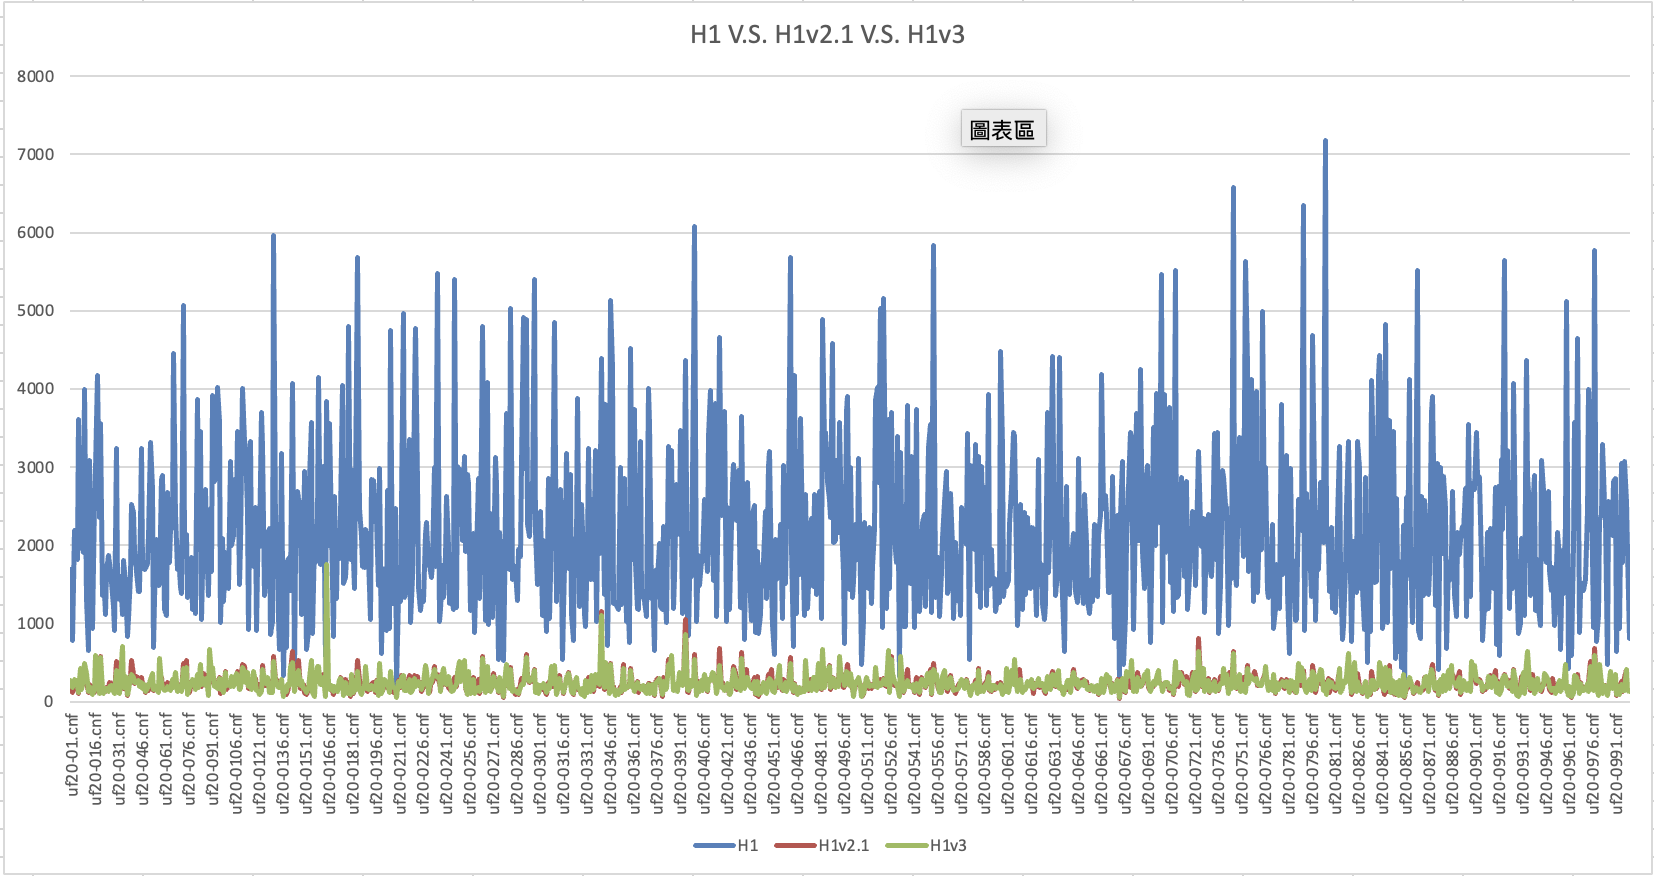 H1 V.S. H1v2.1 V.S. H1v3
圖表區
8000
7000
6000
5000
4000
3000
2000
1000
0
uf20-01.cnf
uf20-016.cnf
uf20-031.cnf
uf20-046.cnf
uf20-061.cnf
uf20-076.cnf
uf20-091.cnf
uf20-0106.cnf
uf20-0121.cnf
uf20-0136.cnf
uf20-0151.cnf
uf20-0166.cnf
uf20-0181.cnf
uf20-0196.cnf
uf20-0211.cnf
uf20-0226.cnf
uf20-0241.cnf
uf20-0256.cnf
uf20-0271.cnf
uf20-0286.cnf
uf20-0301.cnf
uf20-0316.cnf
uf20-0331.cnf
uf20-0346.cnf
uf20-0361.cnf
uf20-0376.cnf
uf20-0391.cnf
uf20-0406.cnf
uf20-0421.cnf
uf20-0436.cnf
uf20-0451.cnf
uf20-0466.cnf
uf20-0481.cnf
uf20-0496.cnf
uf20-0511.cnf
uf20-0526.cnf
uf20-0541.cnf
uf20-0556.cnf
uf20-0571.cnf
uf20-0586.cnf
uf20-0601.cnf
uf20-0616.cnf
uf20-0631.cnf
uf20-0646.cnf
uf20-0661.cnf
uf20-0676.cnf
uf20-0691.cnf
uf20-0706.cnf
uf20-0721.cnf
uf20-0736.cnf
uf20-0751.cnf
uf20-0766.cnf
uf20-0781.cnf
uf20-0796.cnf
uf20-0811.cnf
uf20-0826.cnf
uf20-0841.cnf
uf20-0856.cnf
uf20-0871.cnf
uf20-0886.cnf
uf20-0901.cnf
uf20-0916.cnf
uf20-0931.cnf
uf20-0946.cnf
uf20-0961.cnf
uf20-0976.cnf
uf20-0991.cnf
H1 H1v2.1 H1v3